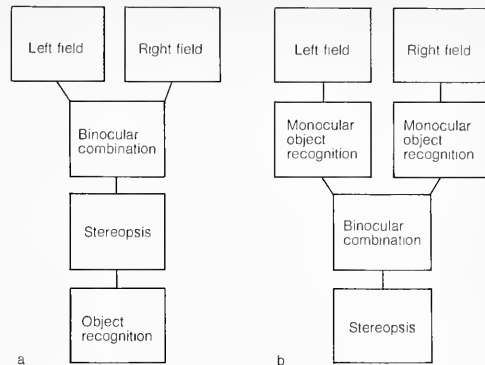 Left field
Right field
Binocular
combination
Stereopsis
Object
recognition
a
Left field
Right field
Monocular
object
recognition
Monocular
object
recognition
Binocular
combination
Stereopsis
b